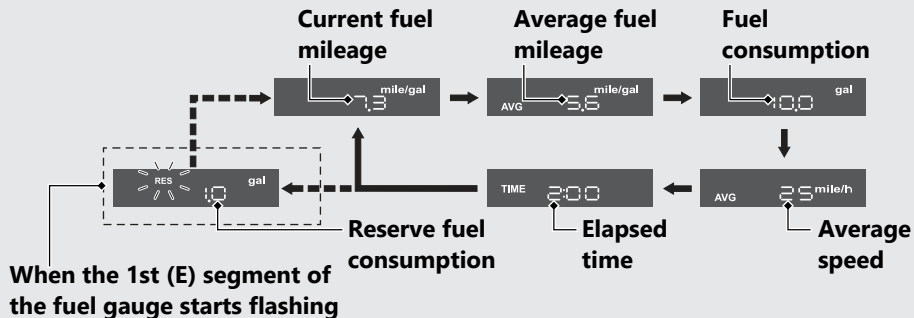 Current fuel
mileage
Average fuel
mileage
Fuel
consumption
7.3 mile/gal
AVG 5.6 mile/gal
10.0 gal
RES 1.0 gal
TIME 2:00
AVG 25 mile/h
Reserve fuel
consumption
Elapsed
time
Average
speed
When the 1st (E) segment of
the fuel gauge starts flashing